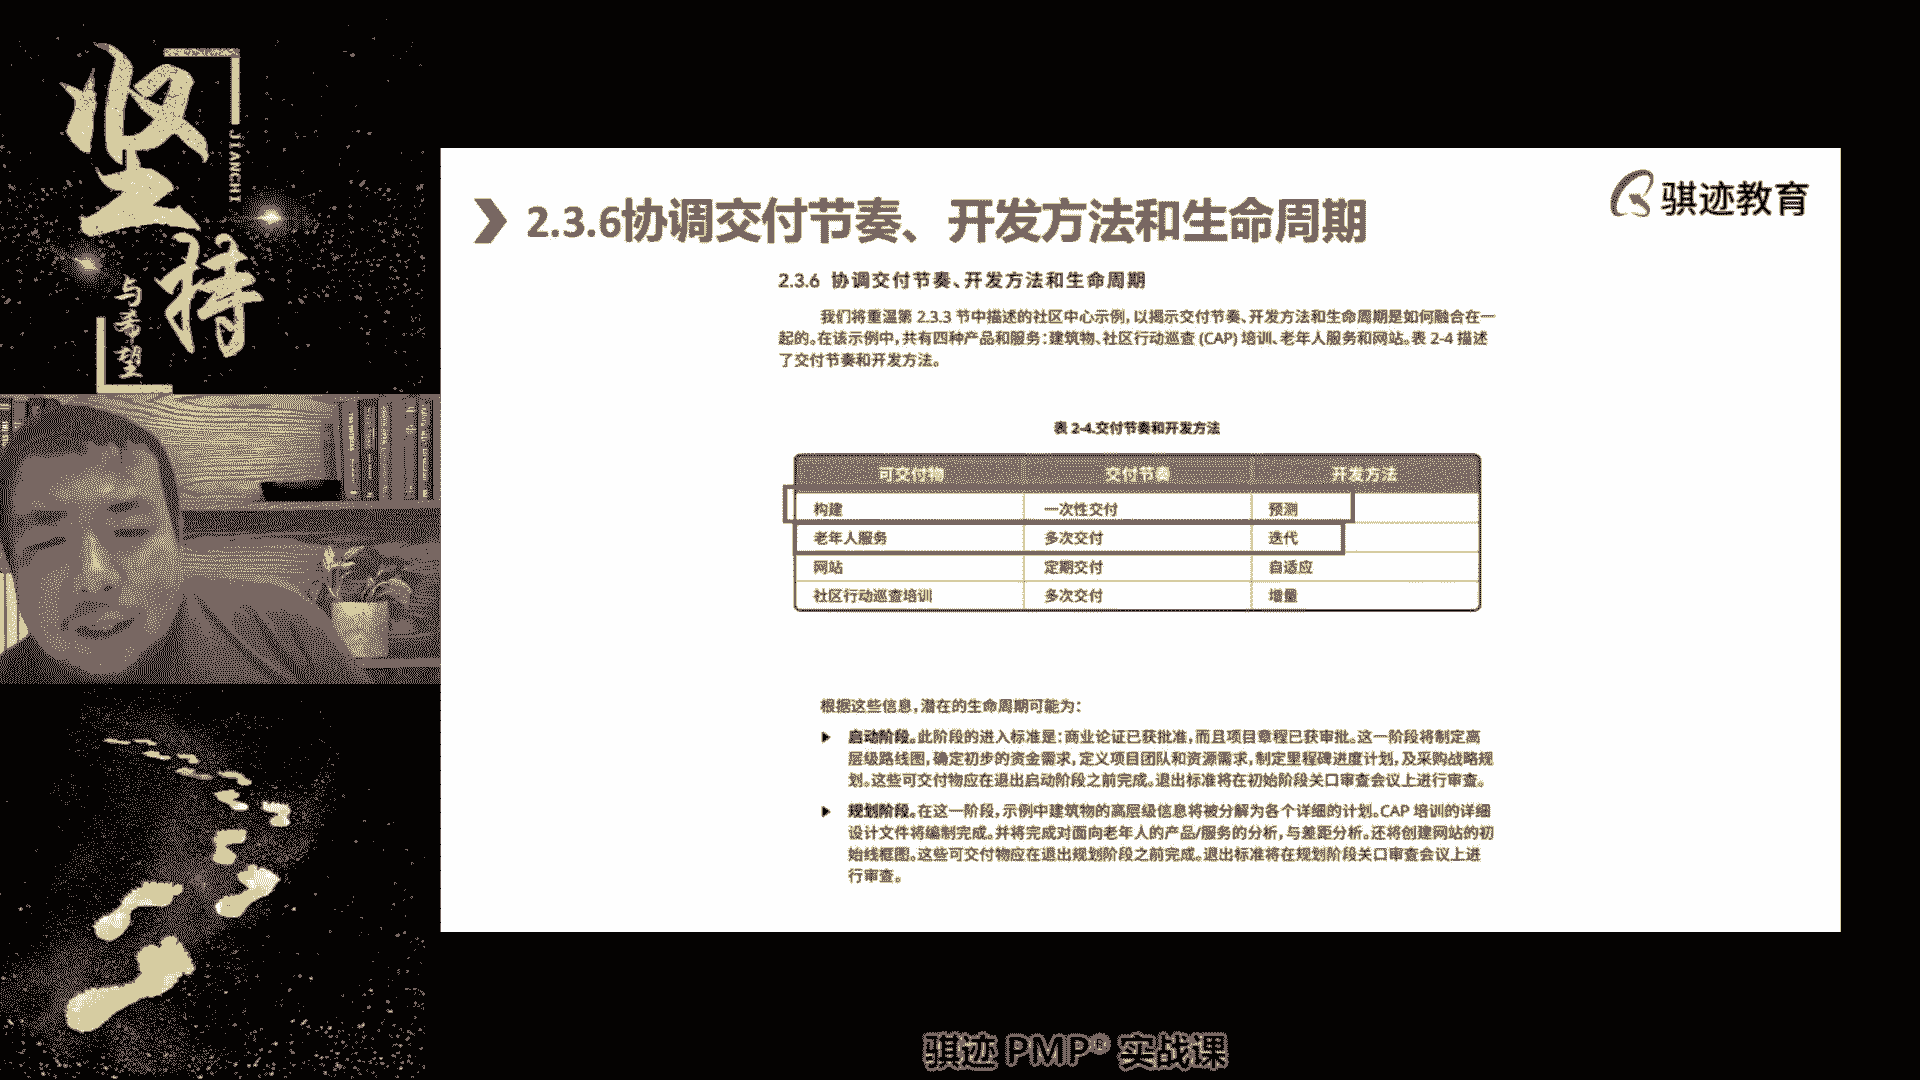 坚持
JIANCHI
与希望
骐迹教育
2.3.6协调交付节奏、开发方法和生命周期
2.3.6 协调交付节奏、开发方法和生命周期
我们将重温第 2.3.3 节中描述的社区中心示例，以揭示交付节奏、开发方法和生命周期是如何融合在一
起的。在该示例中，共有四种产品和服务：建筑物、社区行动巡查 (CAP) 培训、老年人服务和网站。表 2-4 描述
了交付节奏和开发方法。
表 2-4.交付节奏和开发方法
可交付物 交付节奏 开发方法
构建 一次性交付 预测
老年人服务 多次交付 迭代
网站 定期交付 自适应
社区行动巡查培训 多次交付 增量
根据这些信息，潜在的生命周期可能为：
▶ 启动阶段。此阶段的进入标准是：商业论证已获批准，而且项目章程已获审批。这一阶段将制定高
层级路线图，确定初步的资金需求，定义项目团队和资源需求，制定里程碑进度计划，及采购战略规
划。这些可交付物应在退出启动阶段之前完成。退出标准将在初始阶段关口审查会议上进行审查。
▶ 规划阶段。在这一阶段，示例中建筑物的高层级信息将被分解为各个详细的计划。CAP 培训的详细
设计文件将编制完成。并将完成对面向老年人的产品/服务的分析，与差距分析。还将创建网站的初
始线框图。这些可交付物应在退出规划阶段之前完成。退出标准将在规划阶段关口审查会议上进
行审查。
骐迹 PMP® 实战课